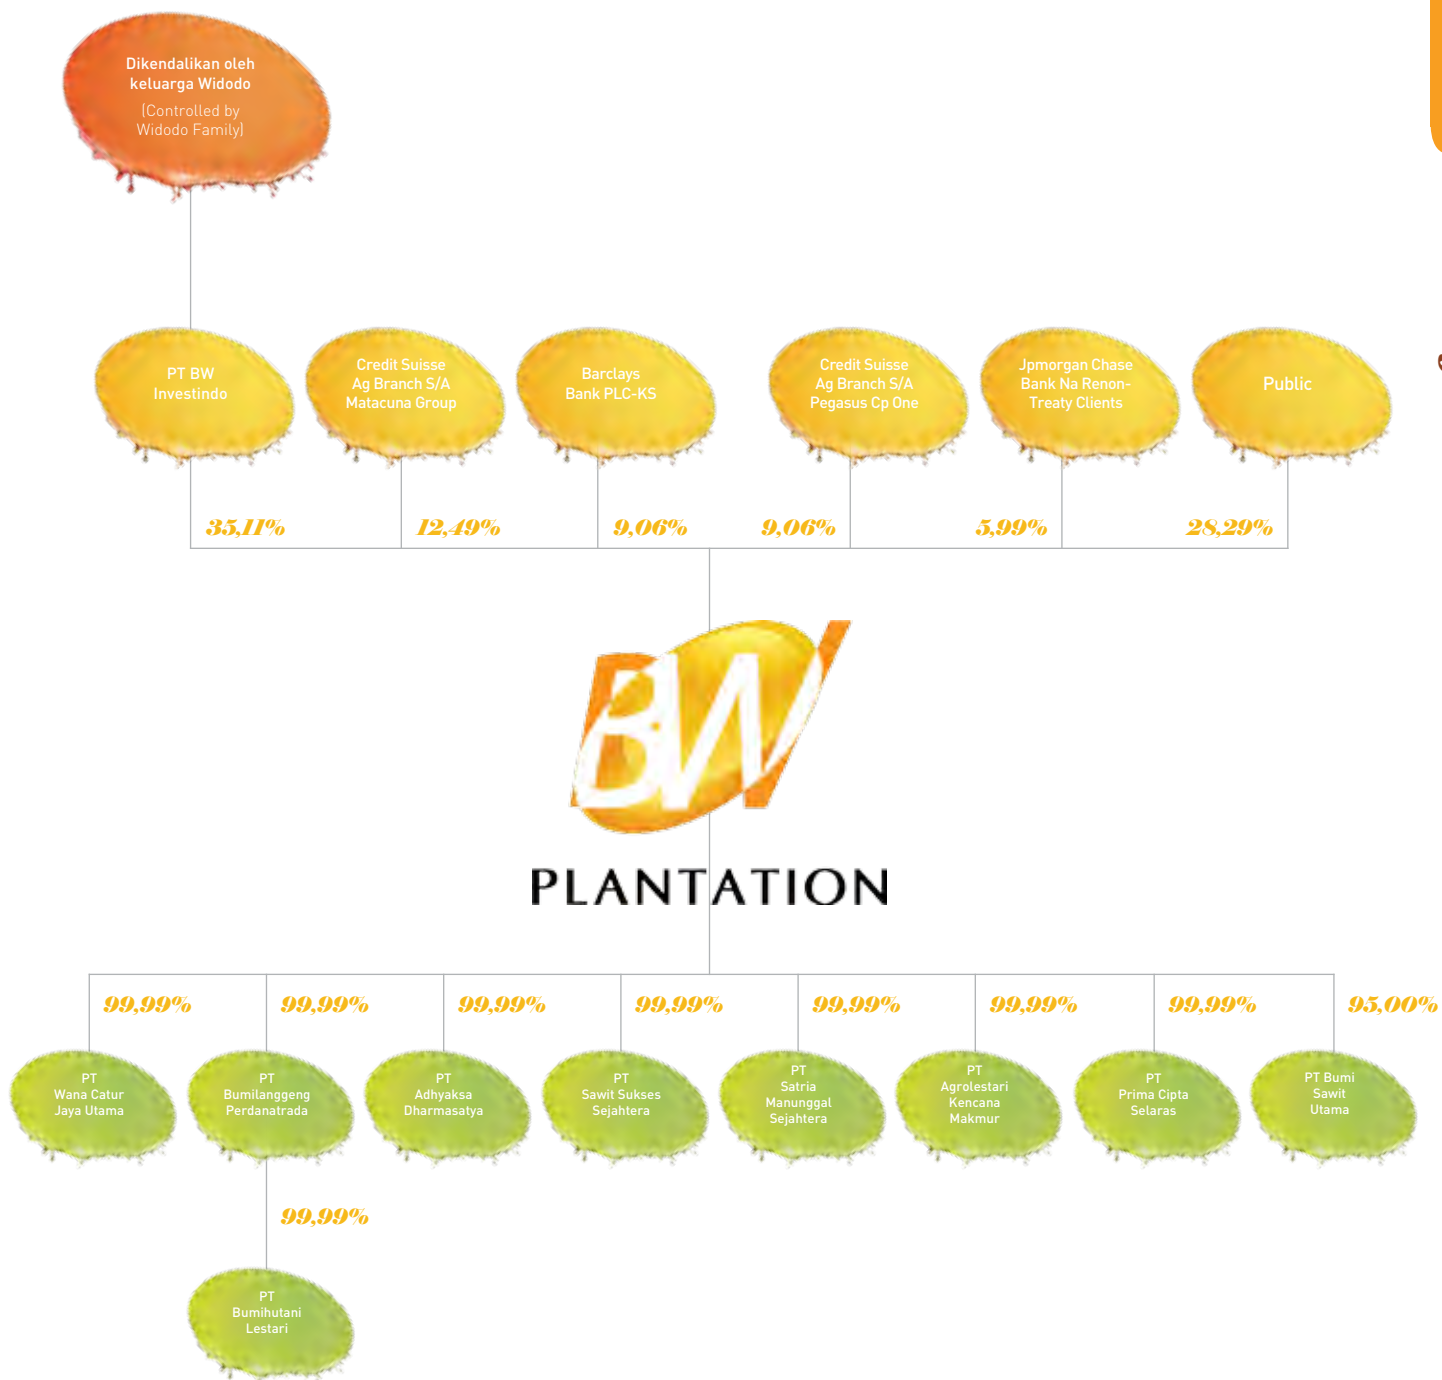 Dikendalikan oleh
keluarga Widodo
(Controlled by
Widodo Family)
PT BW
Investindo
Credit Suisse
Ag Branch S/A
Matacuna Group
Barclays
Bank PLC-KS
Credit Suisse
Ag Branch S/A
Pegasus Cp One
Jpmorgan Chase
Bank Na Renon-
Treaty Clients
Public
35,11%
12,49%
9,06%
9,06%
5,99%
28,29%
BW
PLANTATION
99,99%
99,99%
99,99%
99,99%
99,99%
99,99%
99,99%
95,00%
PT
Wana Catur
Jaya Utama
PT
Bumilanggeng
Perdanatrada
PT
Adhyaksa
Dharmasatya
PT
Sawit Sukses
Sejahtera
PT
Satria
Manunggal
Sejahtera
PT
Agrolestari
Kencana
Makmur
PT
Prima Cipta
Selaras
PT Bumi
Sawit
Utama
99,99%
PT
Bumihutani
Lestari